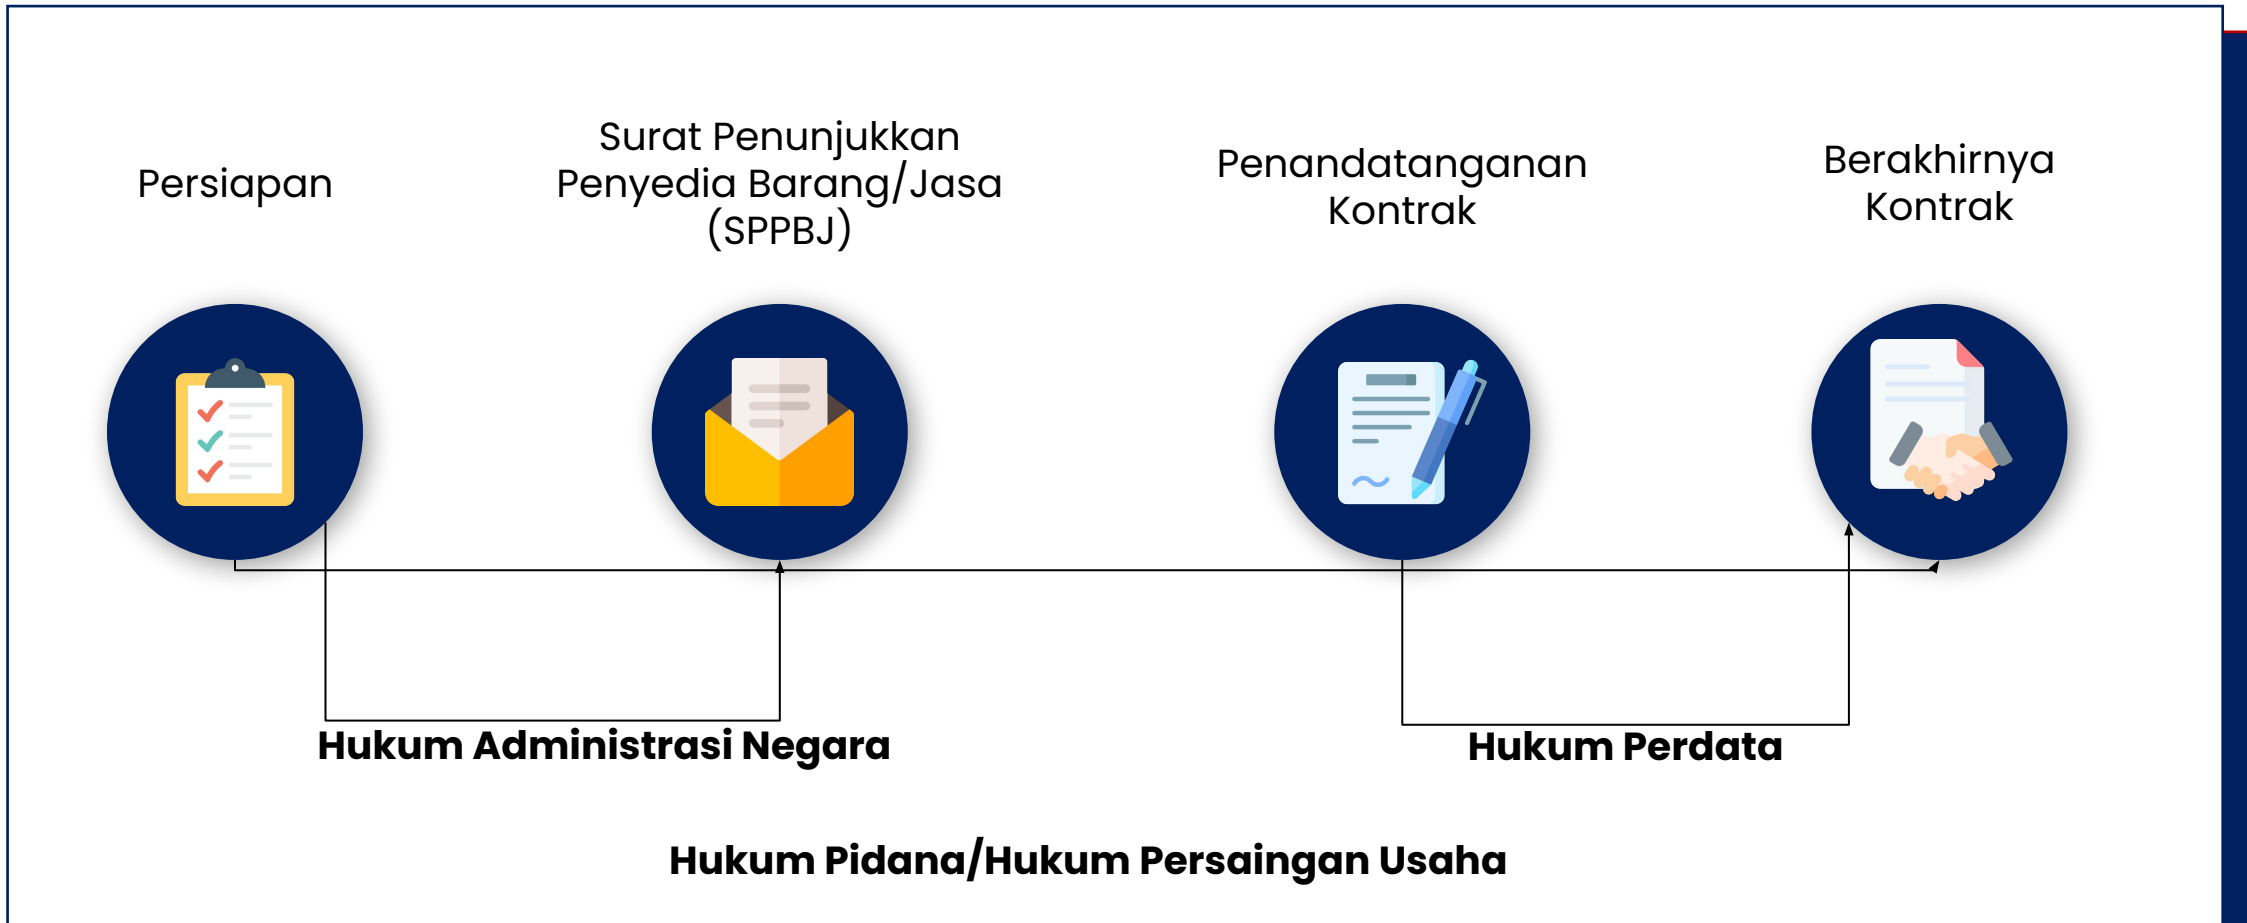 Persiapan
Surat Penunjukkan
Penyedia Barang/Jasa
(SPPBJ)
Penandatanganan
Kontrak
Berakhirnya
Kontrak
Hukum Administrasi Negara
Hukum Perdata
Hukum Pidana/Hukum Persaingan Usaha